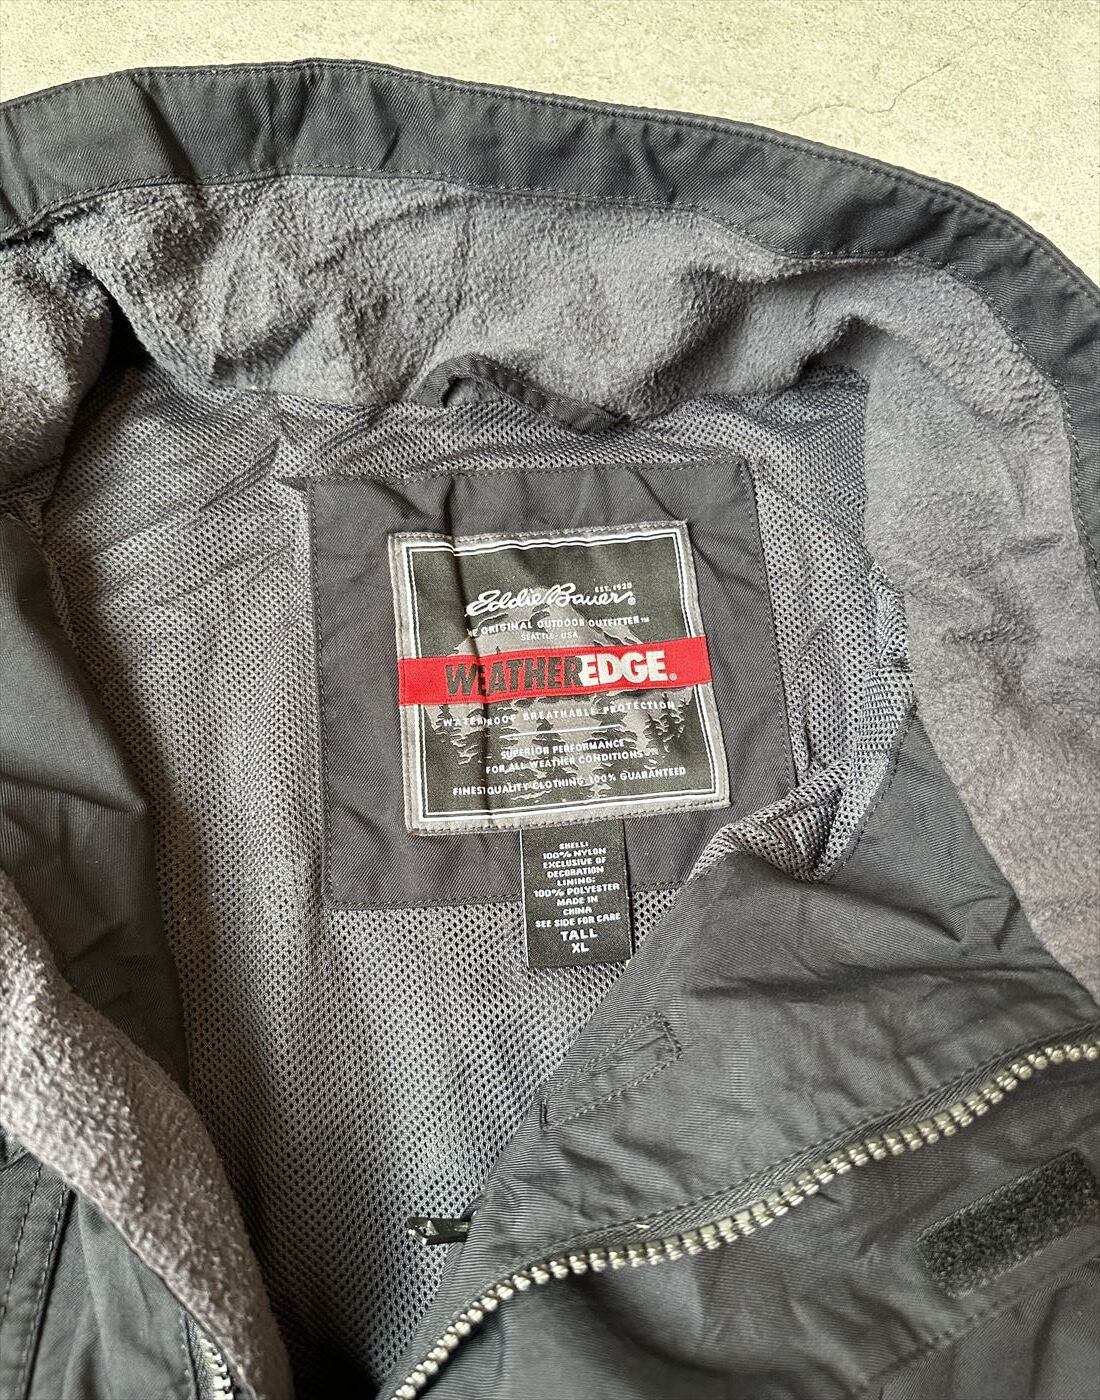 EST. 1920
Eddie Bauer®
THE ORIGINAL OUTDOOR OUTFITTER™
SEATTLE - USA
WEATHEREDGE®
WATERPROOF BREATHABLE PROTECTION
SUPERIOR PERFORMANCE
FOR ALL WEATHER CONDITIONS
FINEST QUALITY CLOTHING 100% GUARANTEED
SHELL:
100% NYLON
EXCLUSIVE OF
DECORATION
LINING:
100% POLYESTER
MADE IN
CHINA
SEE SIDE FOR CARE
TALL
XL